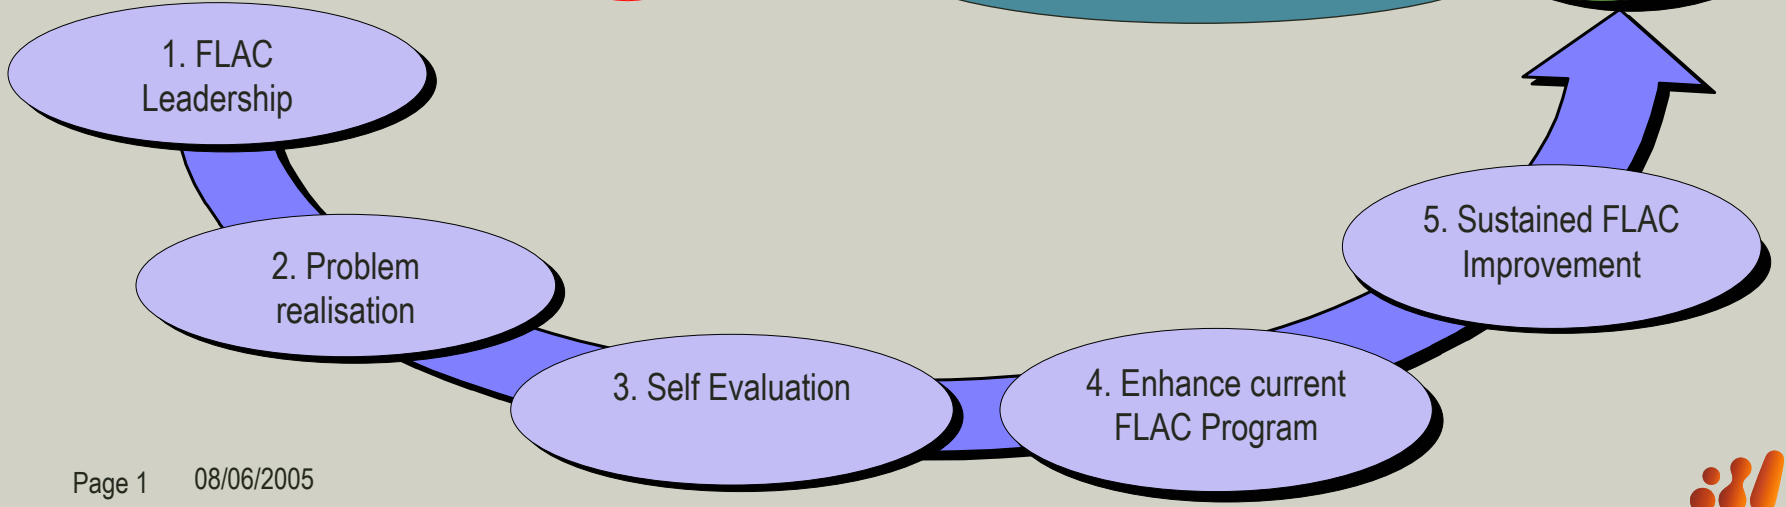 1. FLAC
Leadership
2. Problem
realisation
3. Self Evaluation
4. Enhance current
FLAC Program
5. Sustained FLAC
Improvement
Page 1 08/06/2005